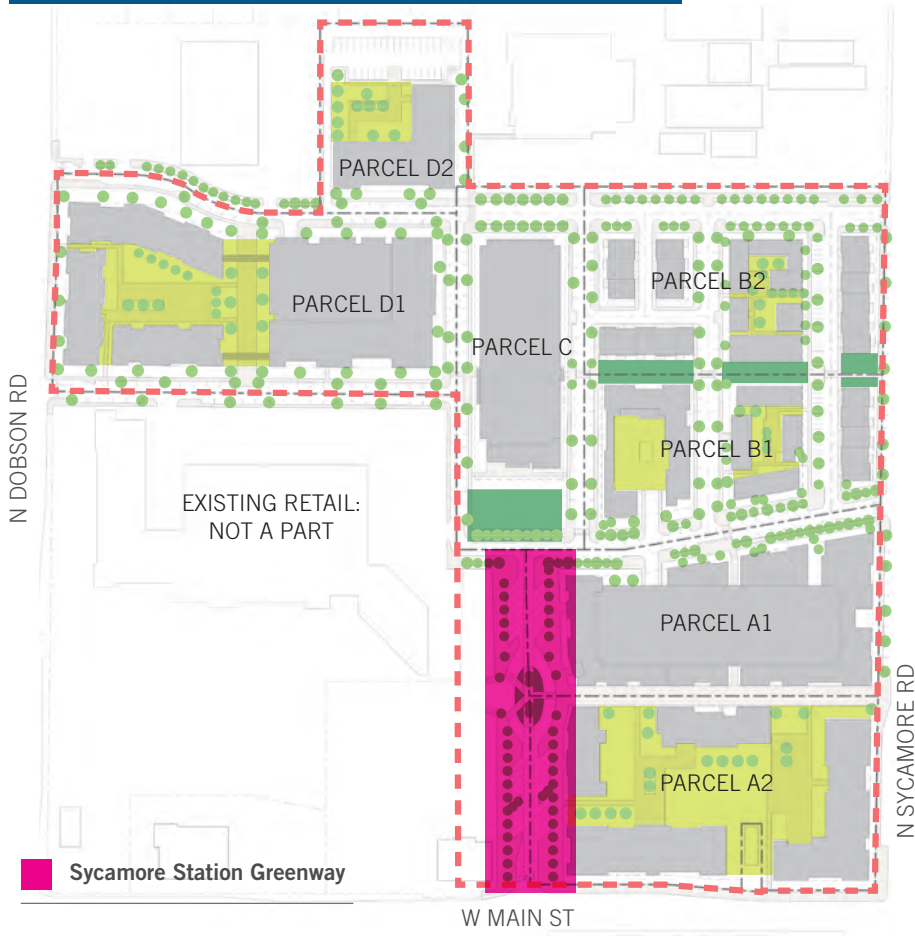 PARCEL D2
PARCEL D1
PARCEL B2
PARCEL C
N DOBSON RD
PARCEL B1
EXISTING RETAIL:
NOT A PART
PARCEL A1
N SYCAMORE RD
PARCEL A2
Sycamore Station Greenway
W MAIN ST